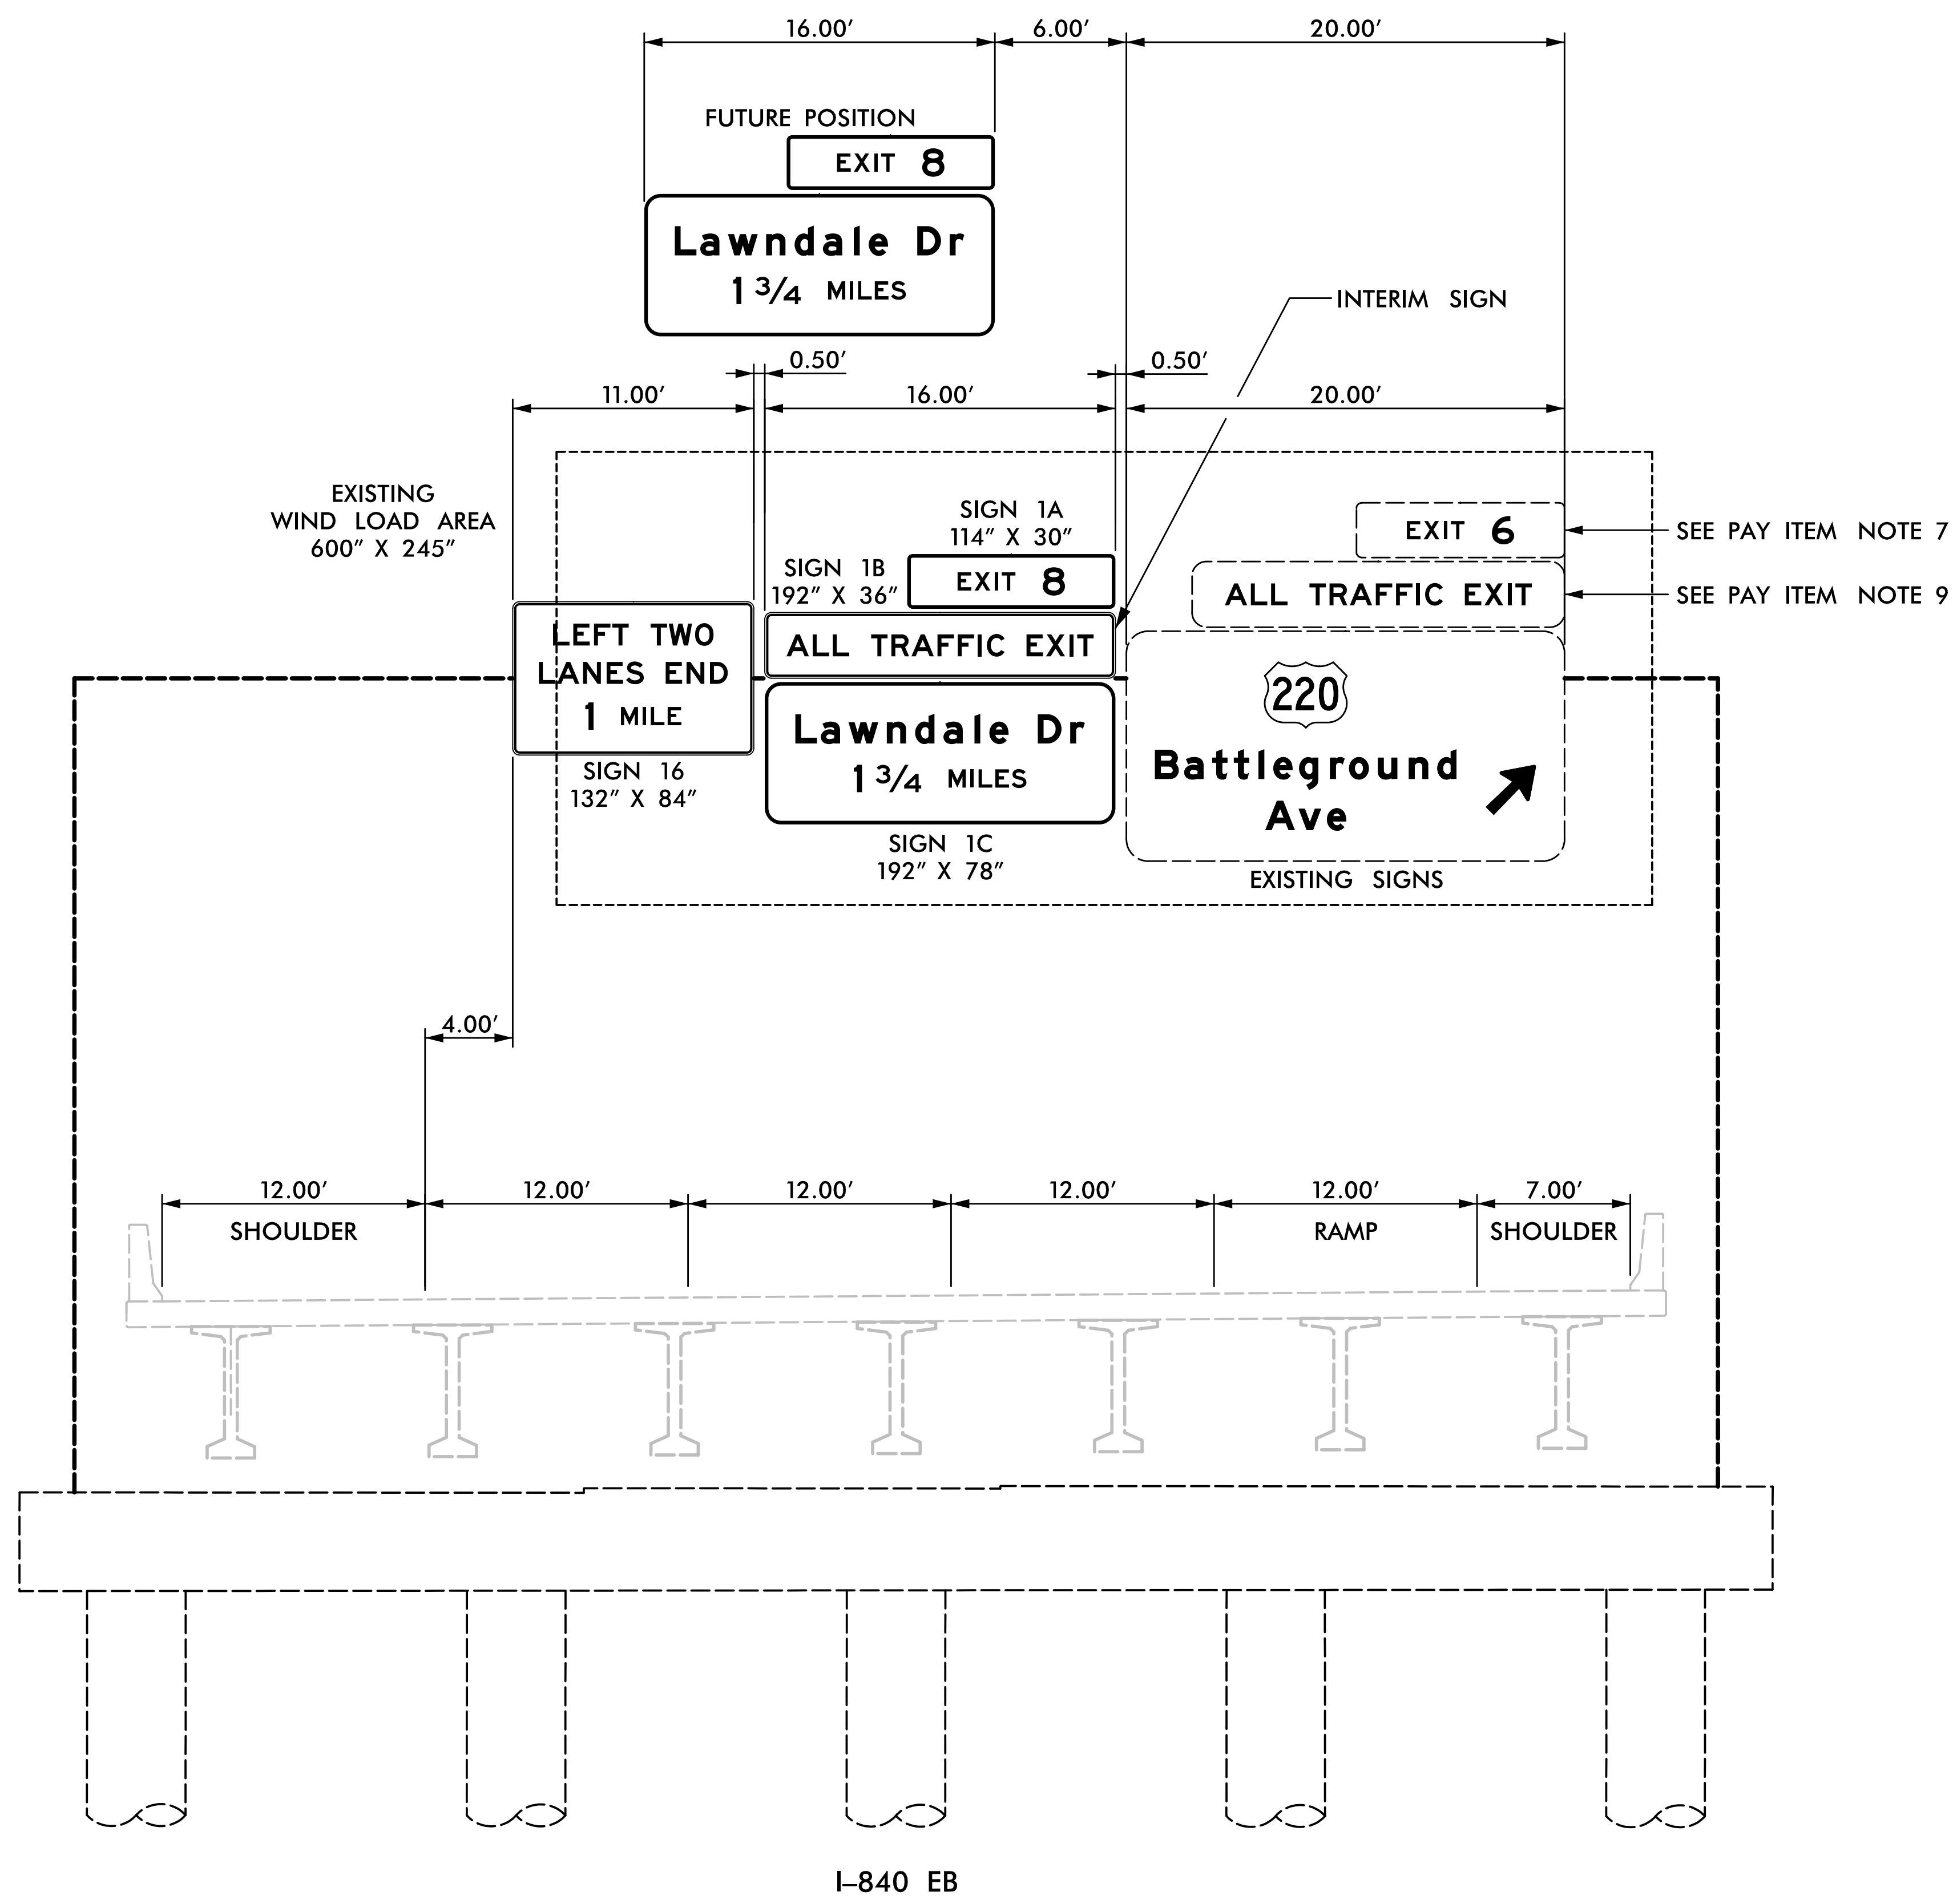 16.00′ 6.00′ 20.00′
FUTURE POSITION
EXIT 8
Lawndale Dr
1 3/4 MILES
INTERIM SIGN
0.50′ 0.50′
11.00′ 16.00′ 20.00′
EXISTING
WIND LOAD AREA
600″ X 245″
SIGN 1A
114″ X 30″
EXIT 6
SEE PAY ITEM NOTE 7
SIGN 1B
192″ X 36″
EXIT 8
ALL TRAFFIC EXIT
SEE PAY ITEM NOTE 9
LEFT TWO
LANES END
1 MILE
ALL TRAFFIC EXIT
Lawndale Dr
1 3/4 MILES
220
Battleground
Ave
SIGN 16
132″ X 84″
SIGN 1C
192″ X 78″
EXISTING SIGNS
4.00′
12.00′ 12.00′ 12.00′ 12.00′ 12.00′ 7.00′
SHOULDER RAMP SHOULDER
I–840 EB